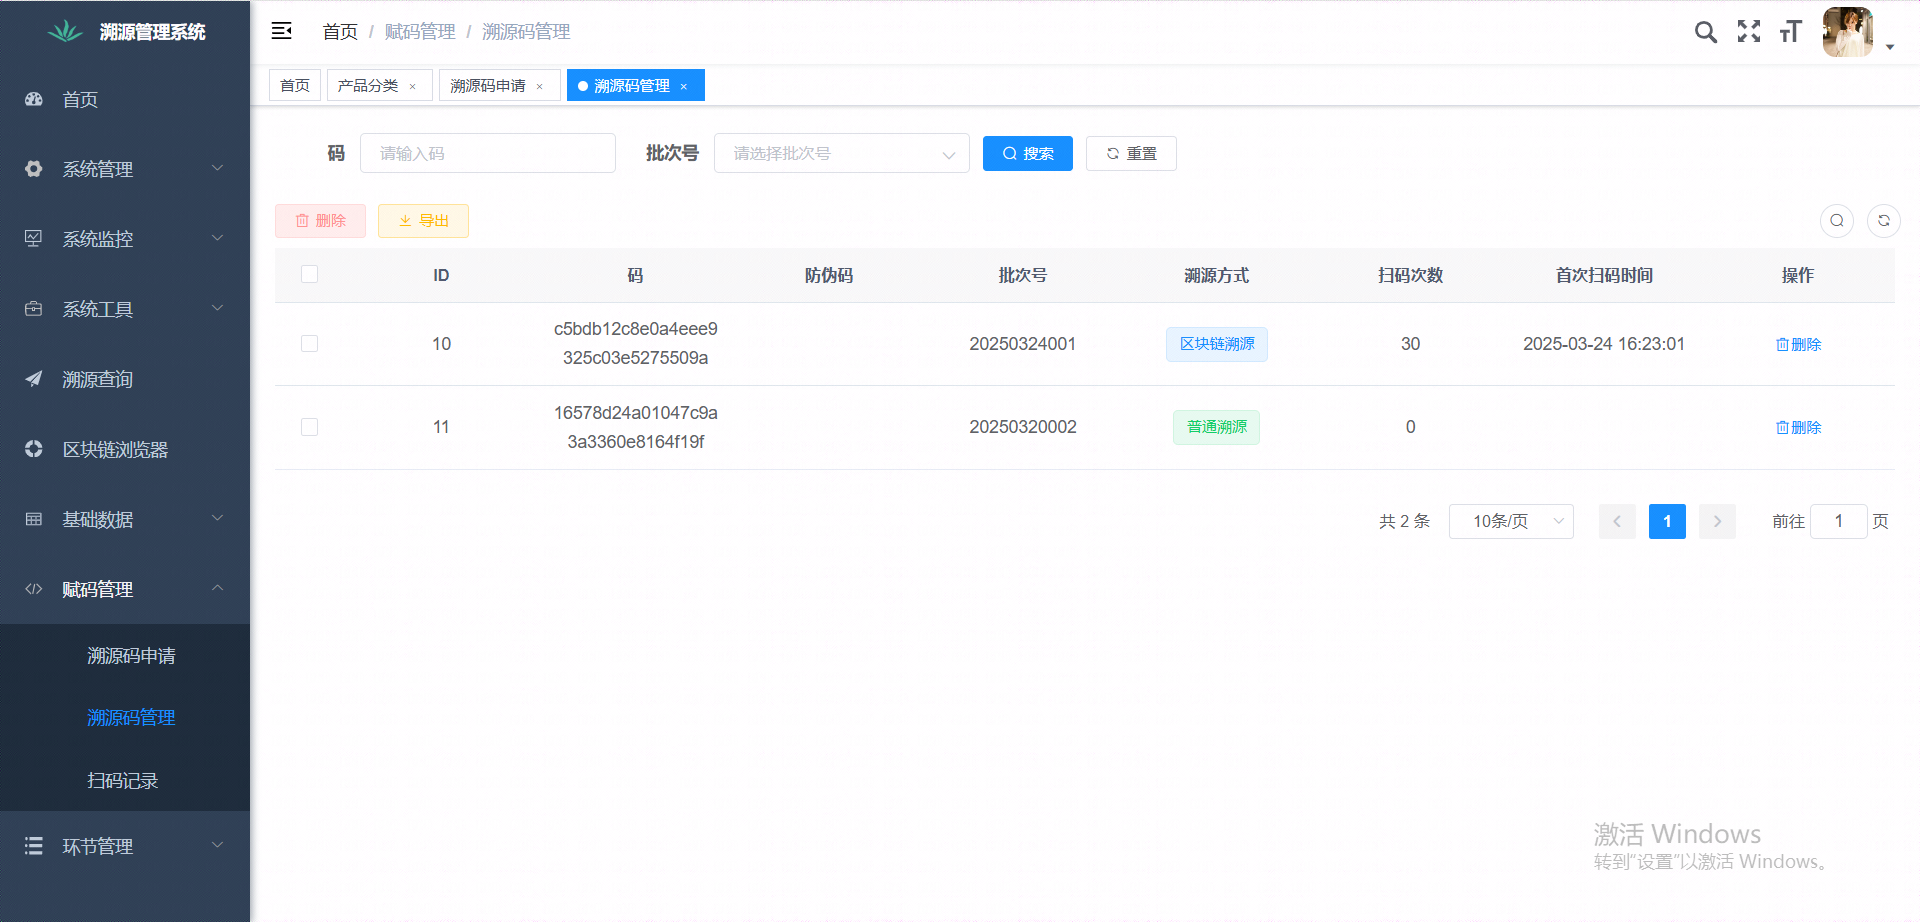 溯源管理系统
首页
系统管理
系统监控
系统工具
溯源查询
区块链浏览器
基础数据
赋码管理
溯源码申请
溯源码管理
扫码记录
环节管理
首页 / 赋码管理 / 溯源码管理
首页 产品分类 × 溯源码申请 × 溯源码管理 ×
码 请输入码 批次号 请选择批次号 搜索 重置
删除 导出
ID 码 防伪码 批次号 溯源方式 扫码次数 首次扫码时间 操作
10 c5bdb12c8e0a4eee9325c03e5275509a 20250324001 区块链溯源 30 2025-03-24 16:23:01 删除
11 16578d24a01047c9a3a3360e8164f19f 20250320002 普通溯源 0 删除
共 2 条 10条/页 1 前往 1 页
激活 Windows
转到“设置”以激活 Windows。